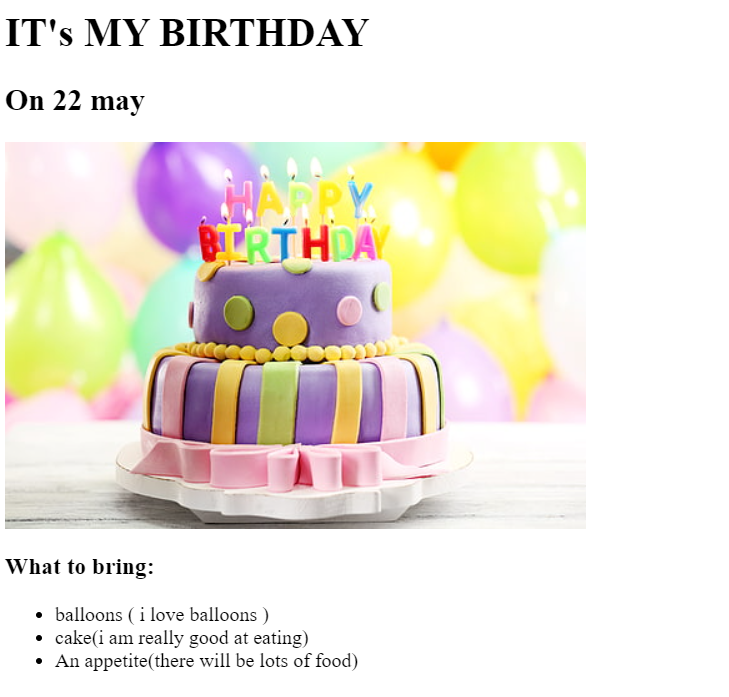 IT's MY BIRTHDAY
On 22 may
HAPPY
BIRTHDAY
What to bring:
balloons ( i love balloons )
cake(i am really good at eating)
An appetite(there will be lots of food)